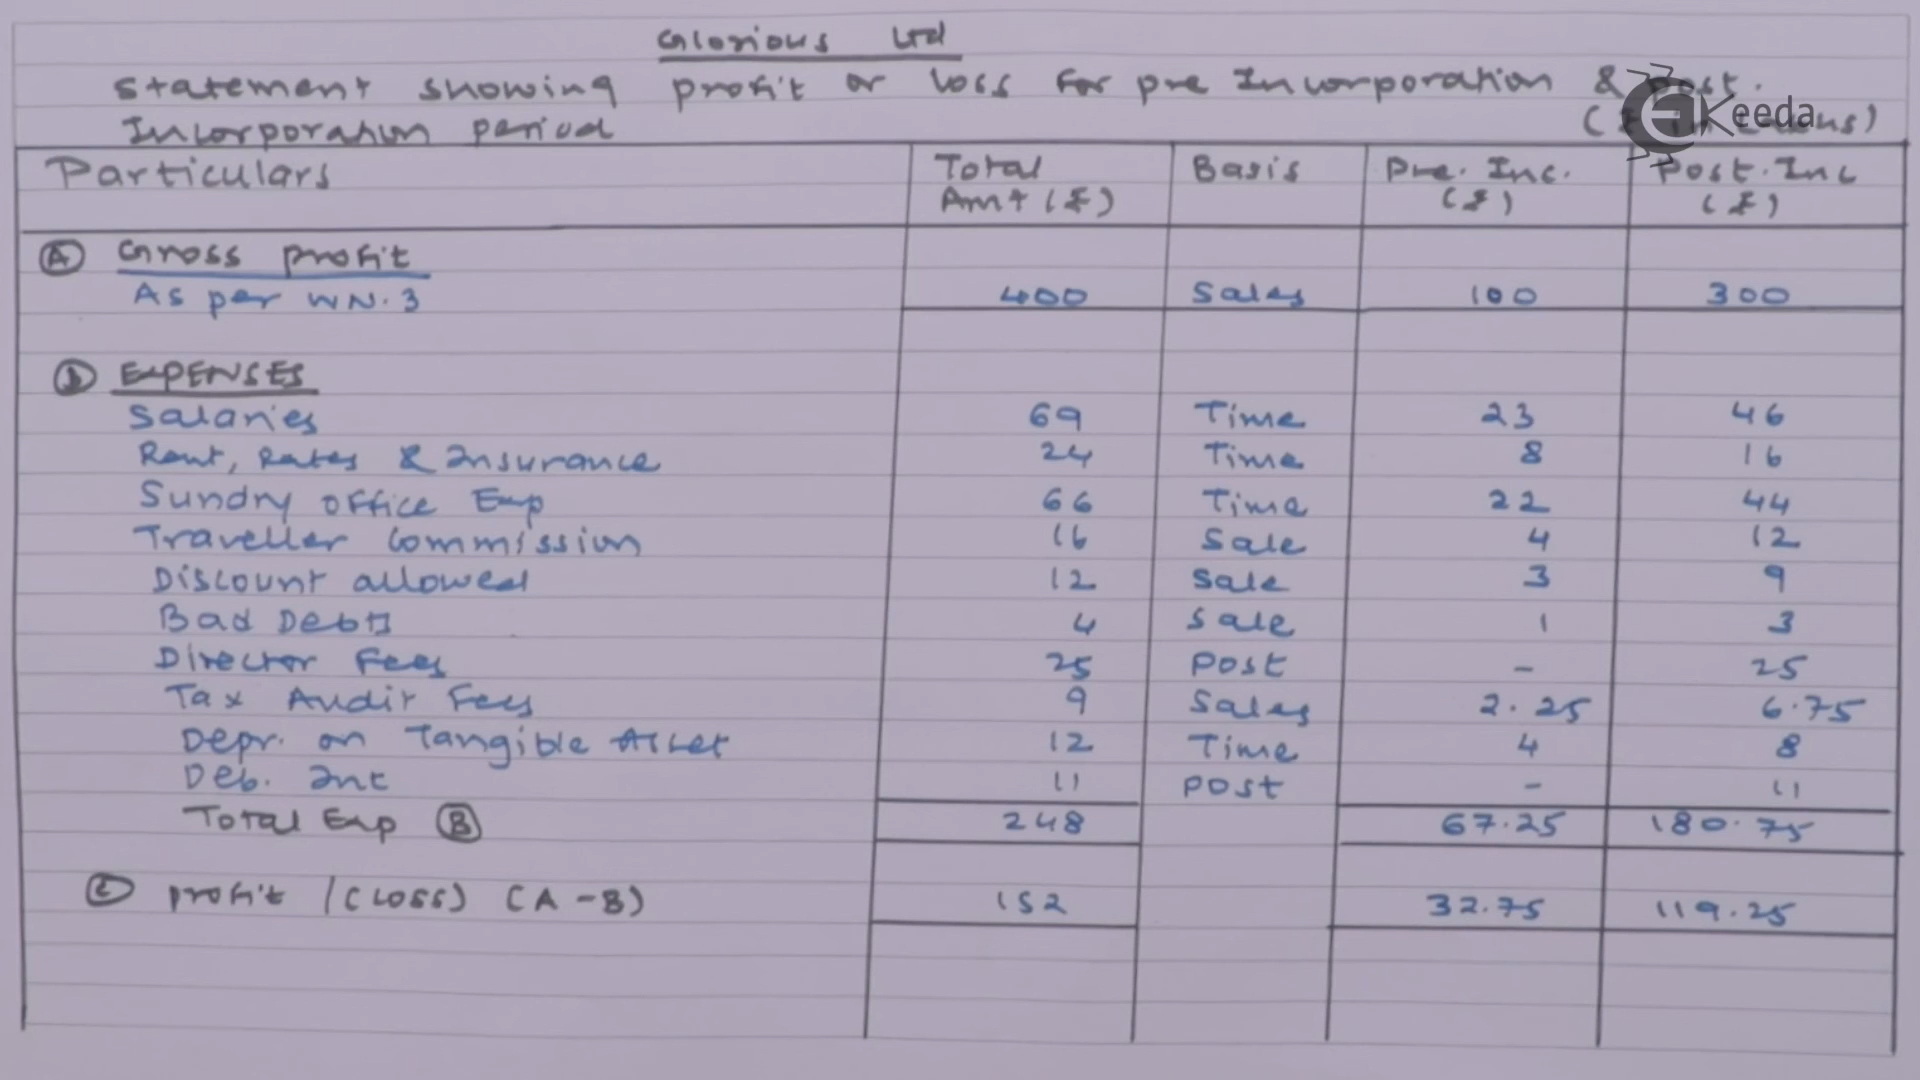 Glorious Ltd
Statement showing profit or loss for pre Incorporation & post.
Incorporation period
(₹ in Lakhs)
Keeda
Particulars Total Amt (₹) Basis Pre. Inc. (₹) Post. Inc (₹)
A Gross profit
As per WN.3 400 Sales 100 300
B EXPENSES
Salaries 69 Time 23 46
Rent, Rates & Insurance 24 Time 8 16
Sundry office Exp 66 Time 22 44
Traveller Commission 16 Sale 4 12
Discount allowed 12 Sale 3 9
Bad Debts 4 Sale 1 3
Director Fees 25 Post - 25
Tax Audit Fees 9 Sales 2.25 6.75
Depr. on Tangible Asset 12 Time 4 8
Deb. Int 11 Post - 11
Total Exp B 248 67.25 180.75
C profit /(Loss) (A-B) 152 32.75 119.25